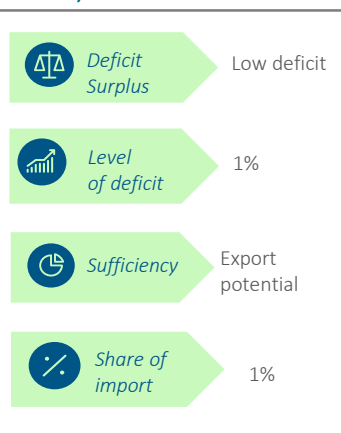 Deficit
Surplus
Low deficit
Level
of deficit
1%
Sufficiency
Export
potential
Share of
import
1%